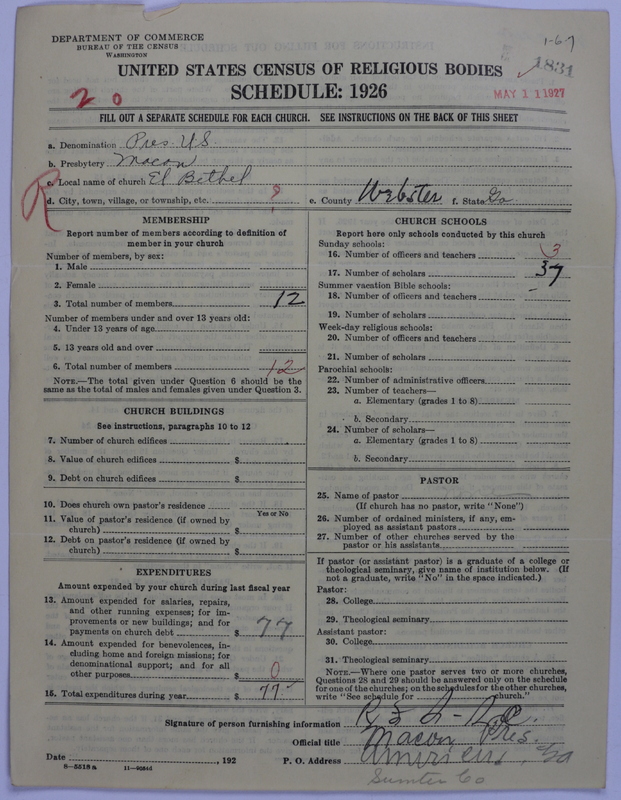 DEPARTMENT OF COMMERCE
BUREAU OF THE CENSUS
WASHINGTON
1-6-7
1831
UNITED STATES CENSUS OF RELIGIOUS BODIES
SCHEDULE: 1926
2 0
MAY 11 1927
FILL OUT A SEPARATE SCHEDULE FOR EACH CHURCH. SEE INSTRUCTIONS ON THE BACK OF THIS SHEET
a. Denomination Pres. U.S.
b. Presbytery Macon
c. Local name of church El Bethel
R
d. City, town, village, or township, etc. ?
e. County Webster f. State Ga
MEMBERSHIP
Report number of members according to definition of
member in your church
Number of members, by sex:
1. Male
2. Female
3. Total number of members 12
Number of members under and over 13 years old:
4. Under 13 years of age
5. 13 years old and over
6. Total number of members 12
NOTE.—The total given under Question 6 should be the
same as the total of males and females given under Question 3.
CHURCH BUILDINGS
See instructions, paragraphs 10 to 12
7. Number of church edifices
8. Value of church edifices $
9. Debt on church edifices $
10. Does church own pastor's residence
Yes or No
11. Value of pastor's residence (if owned by
church) $
12. Debt on pastor's residence (if owned by
church) $
EXPENDITURES
Amount expended by your church during last fiscal year
13. Amount expended for salaries, repairs,
and other running expenses; for im-
provements or new buildings; and for
payments on church debt $ 77
14. Amount expended for benevolences, in-
cluding home and foreign missions; for
denominational support; and for all
other purposes $ 0
15. Total expenditures during year $ 77
CHURCH SCHOOLS
Report here only schools conducted by this church
Sunday schools:
16. Number of officers and teachers 3
17. Number of scholars 37
Summer vacation Bible schools:
18. Number of officers and teachers
19. Number of scholars
Week-day religious schools:
20. Number of officers and teachers
21. Number of scholars
Parochial schools:
22. Number of administrative officers
23. Number of teachers—
a. Elementary (grades 1 to 8)
b. Secondary
24. Number of scholars—
a. Elementary (grades 1 to 8)
b. Secondary
PASTOR
25. Name of pastor
(If church has no pastor, write "None")
26. Number of ordained ministers, if any, em-
ployed as assistant pastors
27. Number of other churches served by the
pastor or his assistants
If pastor (or assistant pastor) is a graduate of a college or
theological seminary, give name of institution below. (If
not a graduate, write "No" in the space indicated.)
Pastor:
28. College
29. Theological seminary
Assistant pastor:
30. College
31. Theological seminary
NOTE.—Where one pastor serves two or more churches,
Questions 28 and 29 should be answered only on the schedule
for one of the churches; on the schedules for the other churches,
write "See schedule for church."
Signature of person furnishing information
Official title Macon Pres.
Date , 192
P. O. Address Americus, Ga
Sumter Co
8-5518 a